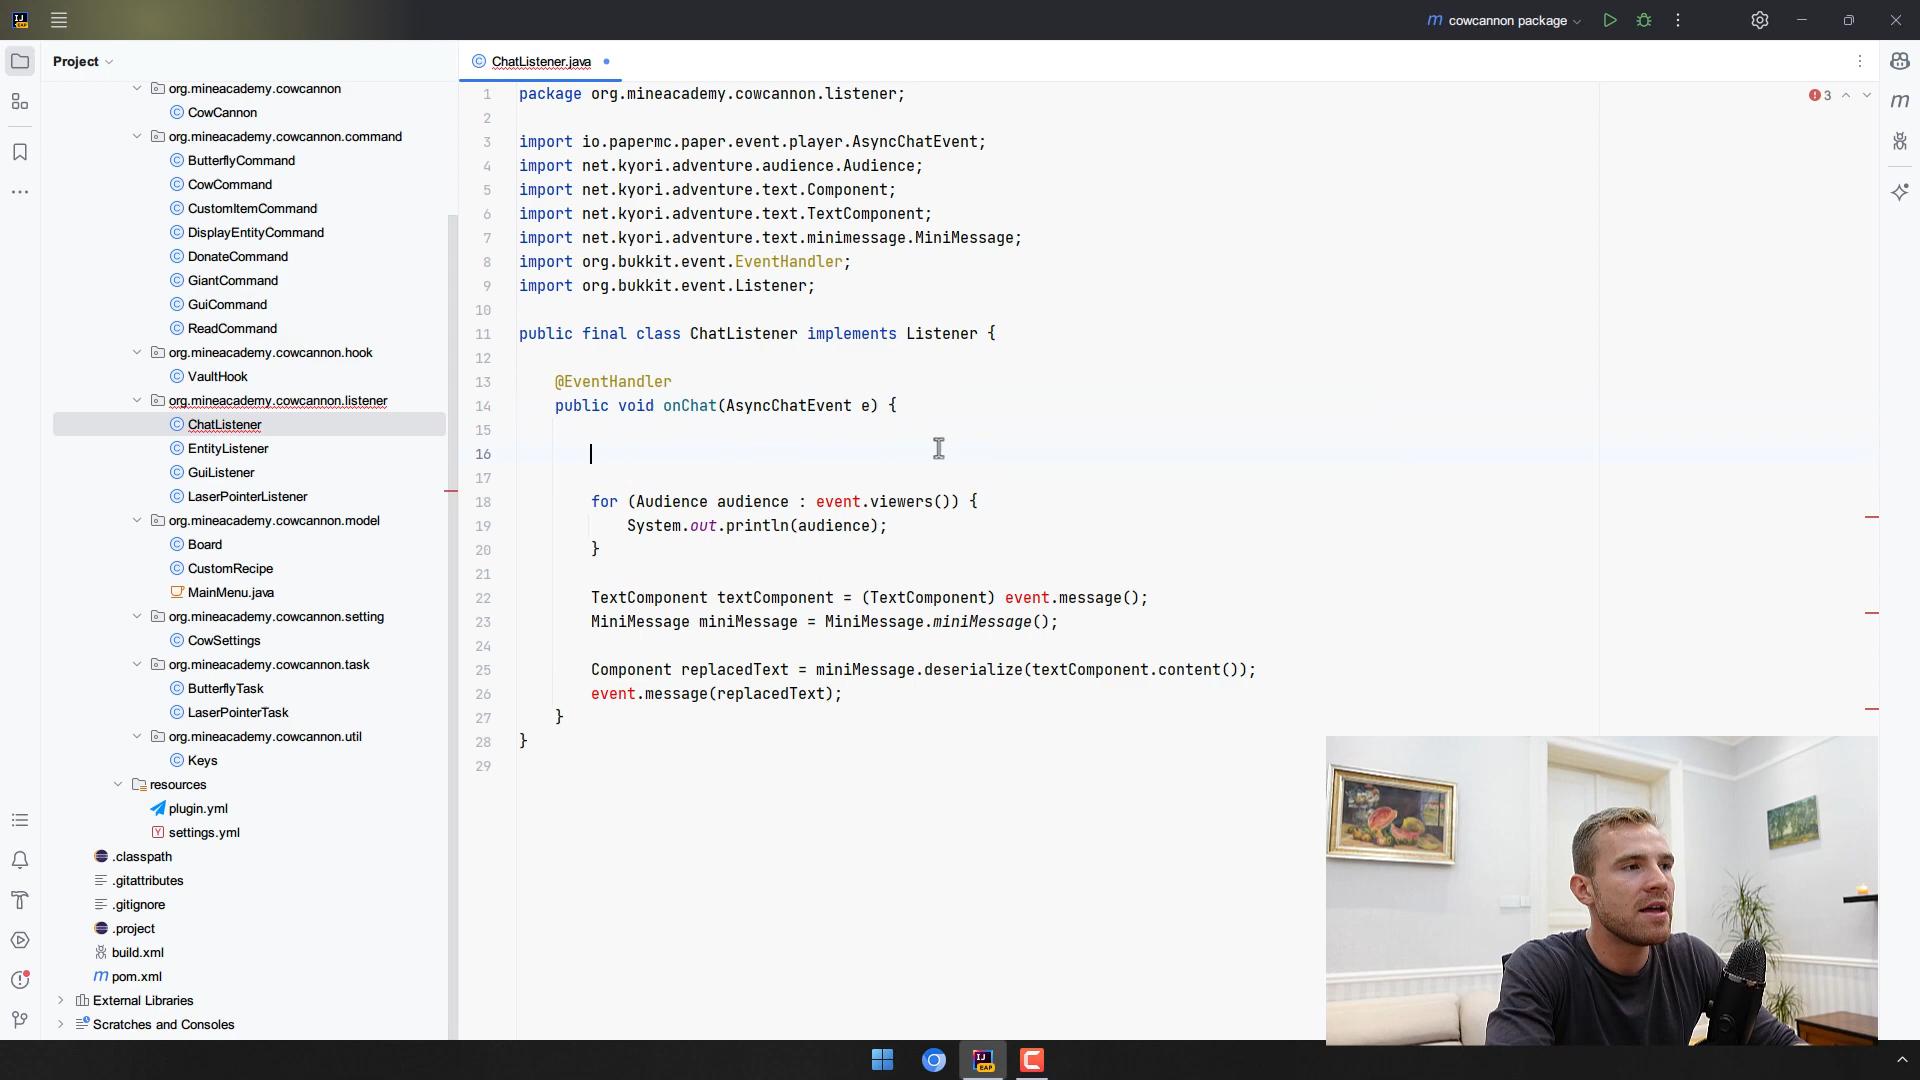 cowcannon package
Project
ChatListener.java
org.mineacademy.cowcannon
CowCannon
org.mineacademy.cowcannon.command
ButterflyCommand
CowCommand
CustomItemCommand
DisplayEntityCommand
DonateCommand
GiantCommand
GuiCommand
ReadCommand
org.mineacademy.cowcannon.hook
VaultHook
org.mineacademy.cowcannon.listener
ChatListener
EntityListener
GuiListener
LaserPointerListener
org.mineacademy.cowcannon.model
Board
CustomRecipe
MainMenu.java
org.mineacademy.cowcannon.setting
CowSettings
org.mineacademy.cowcannon.task
ButterflyTask
LaserPointerTask
org.mineacademy.cowcannon.util
Keys
resources
plugin.yml
settings.yml
.classpath
.gitattributes
.gitignore
.project
build.xml
pom.xml
External Libraries
Scratches and Consoles
1 package org.mineacademy.cowcannon.listener;
2
3 import io.papermc.paper.event.player.AsyncChatEvent;
4 import net.kyori.adventure.audience.Audience;
5 import net.kyori.adventure.text.Component;
6 import net.kyori.adventure.text.TextComponent;
7 import net.kyori.adventure.text.minimessage.MiniMessage;
8 import org.bukkit.event.EventHandler;
9 import org.bukkit.event.Listener;
10
11 public final class ChatListener implements Listener {
12
13 @EventHandler
14 public void onChat(AsyncChatEvent e) {
15
16
17
18 for (Audience audience : event.viewers()) {
19 System.out.println(audience);
20 }
21
22 TextComponent textComponent = (TextComponent) event.message();
23 MiniMessage miniMessage = MiniMessage.miniMessage();
24
25 Component replacedText = miniMessage.deserialize(textComponent.content());
26 event.message(replacedText);
27 }
28 }
29
3